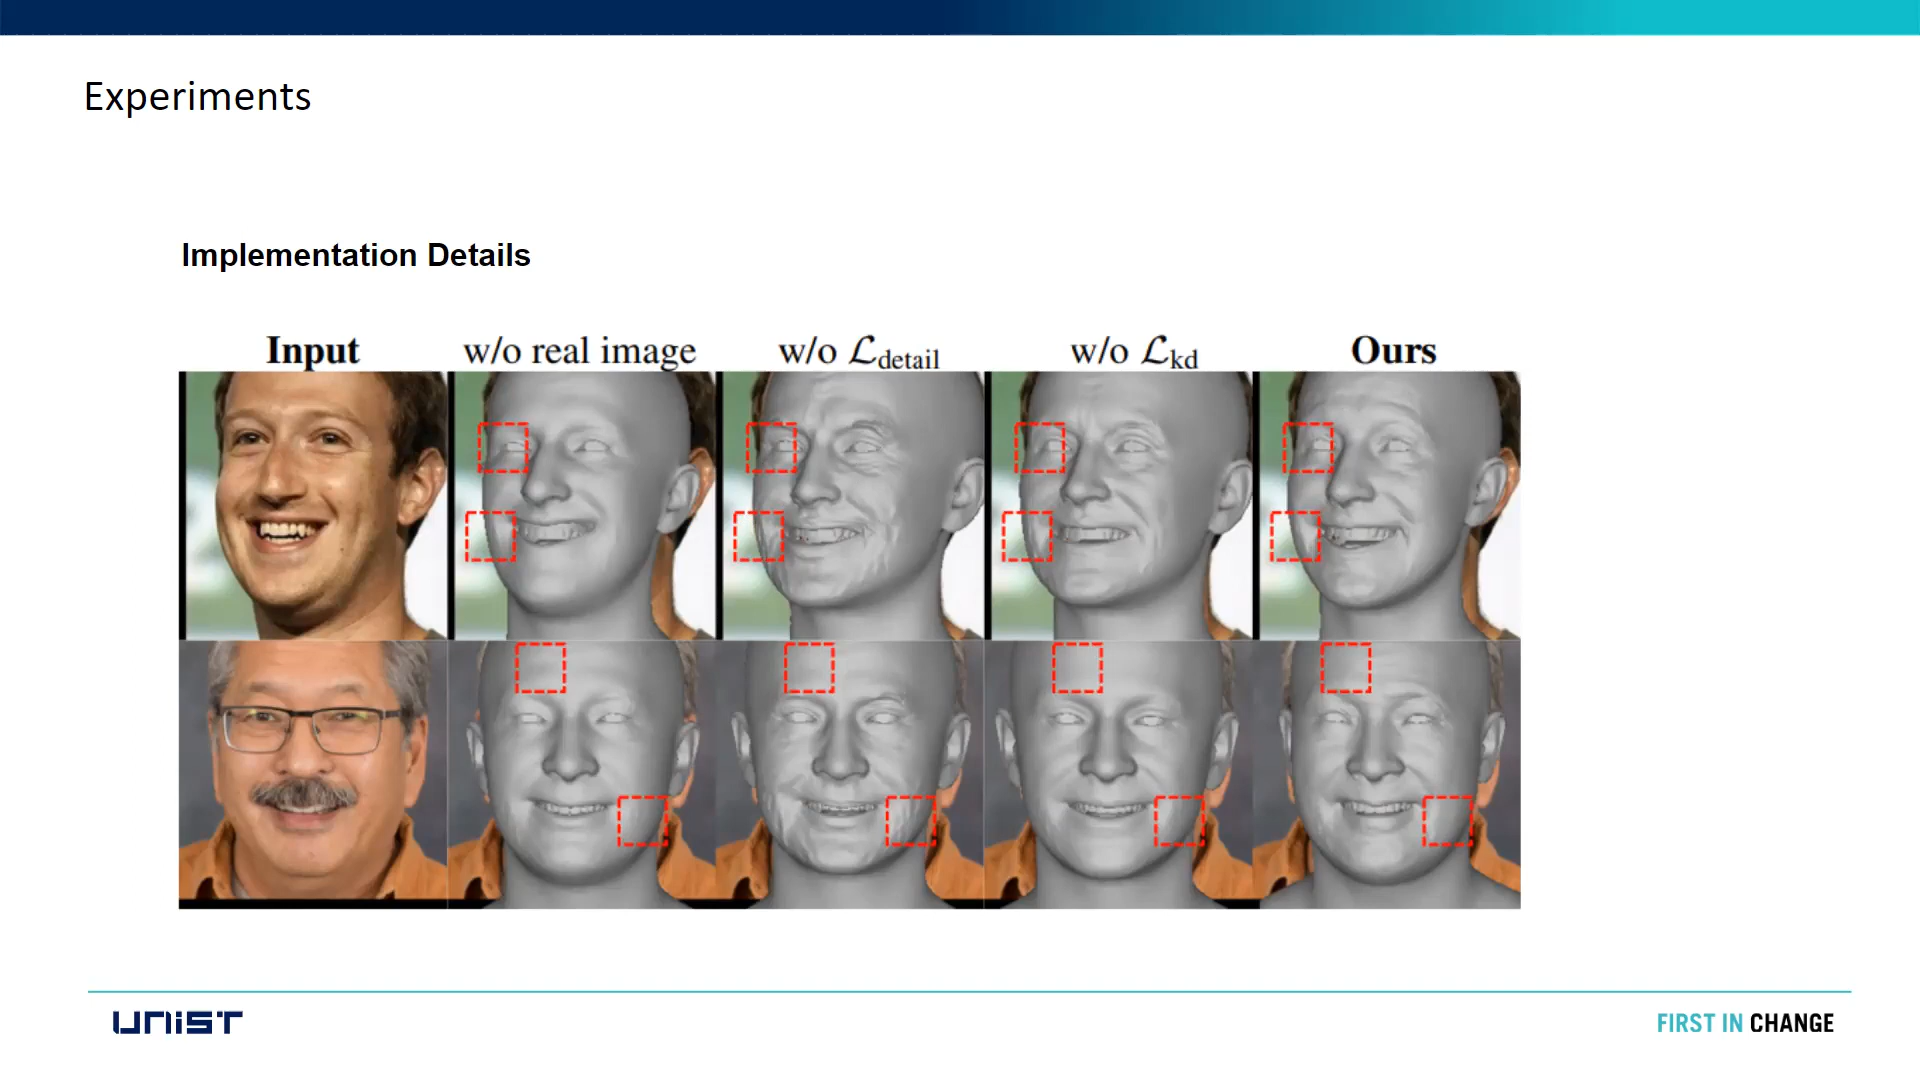 Experiments
Implementation Details
Input w/o real image w/o ℒdetail w/o ℒkd Ours
UNIST
FIRST IN CHANGE